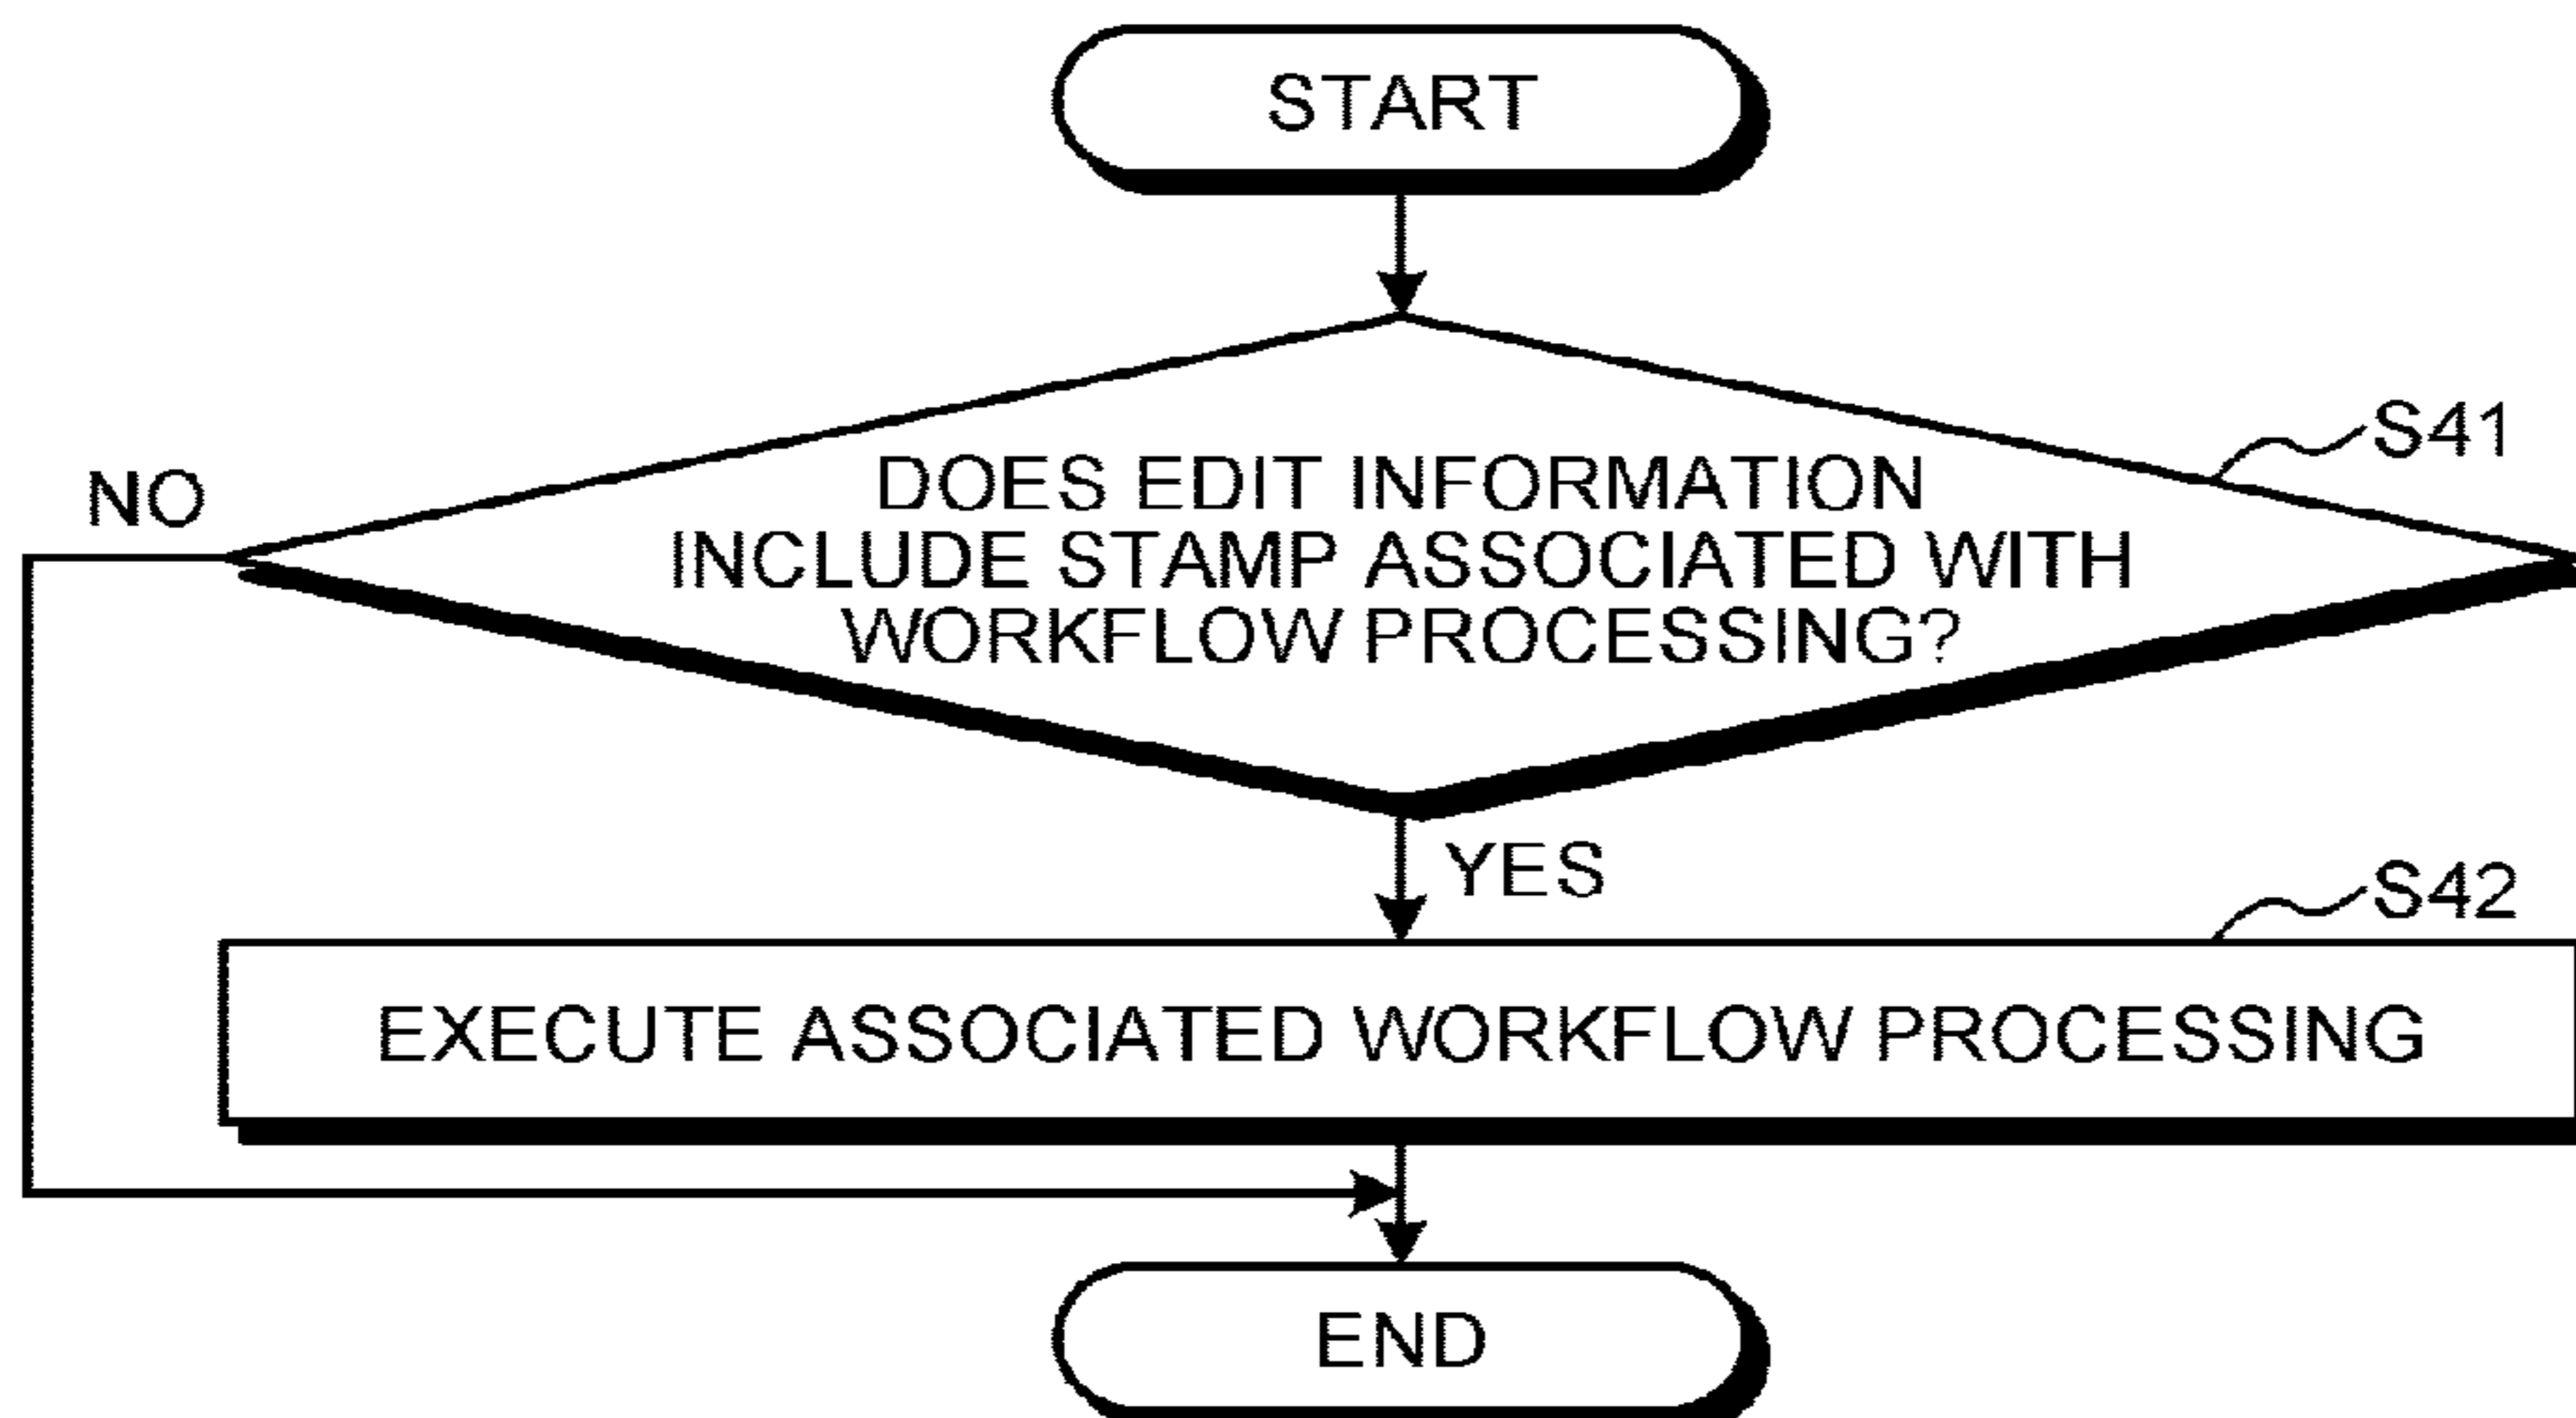 START
S41
NO
DOES EDIT INFORMATION
INCLUDE STAMP ASSOCIATED WITH
WORKFLOW PROCESSING?
YES
S42
EXECUTE ASSOCIATED WORKFLOW PROCESSING
END